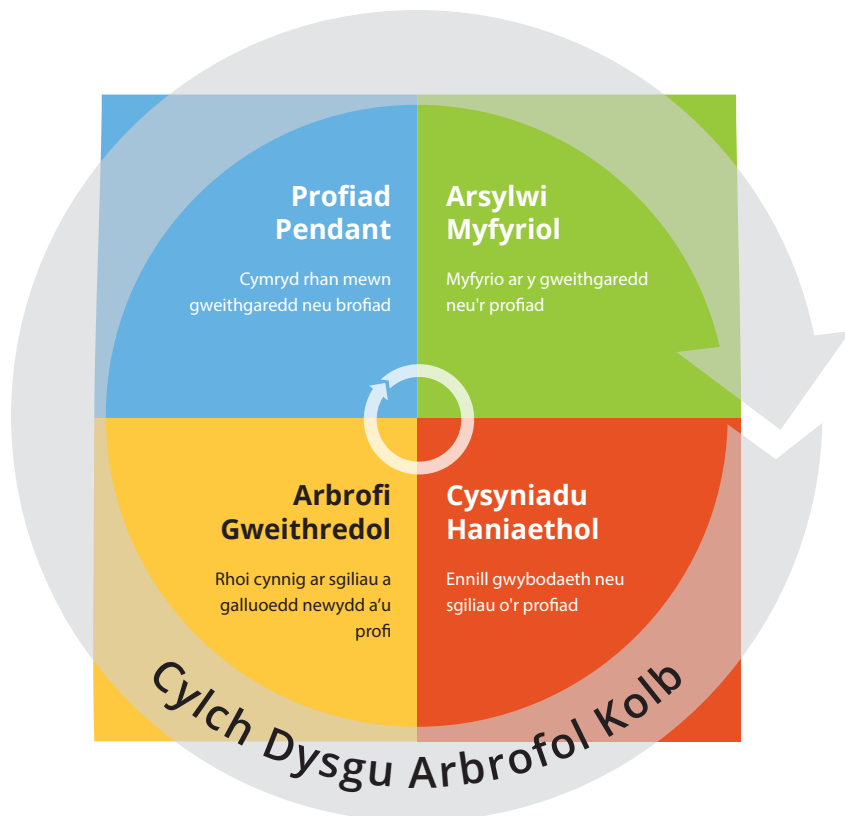 Profiad
Pendant
Cymryd rhan mewn
gweithgaredd neu brofiad
Arsylwi
Myfyriol
Myfyrio ar y gweithgaredd
neu'r profiad
Arbrofi
Gweithredol
Rhoi cynnig ar sgiliau a
galluoedd newydd a'u
profi
Cysyniadu
Haniaethol
Ennill gwybodaeth neu
sgiliau o'r profiad
Cylch Dysgu Arbrofol Kolb